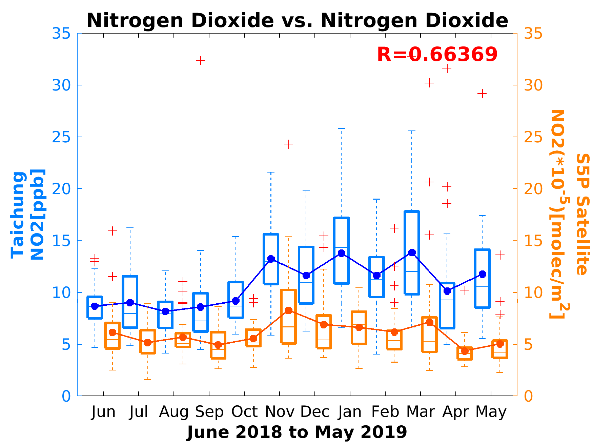 Nitrogen Dioxide vs. Nitrogen Dioxide
R=0.66369
35
30
25
20
15
10
5
0
Taichung
NO2[ppb]
35
30
25
20
15
10
5
0
S5P Satellite
NO2(*10⁻⁵)[molec/m²]
Jun Jul Aug Sep Oct Nov Dec Jan Feb Mar Apr May
June 2018 to May 2019